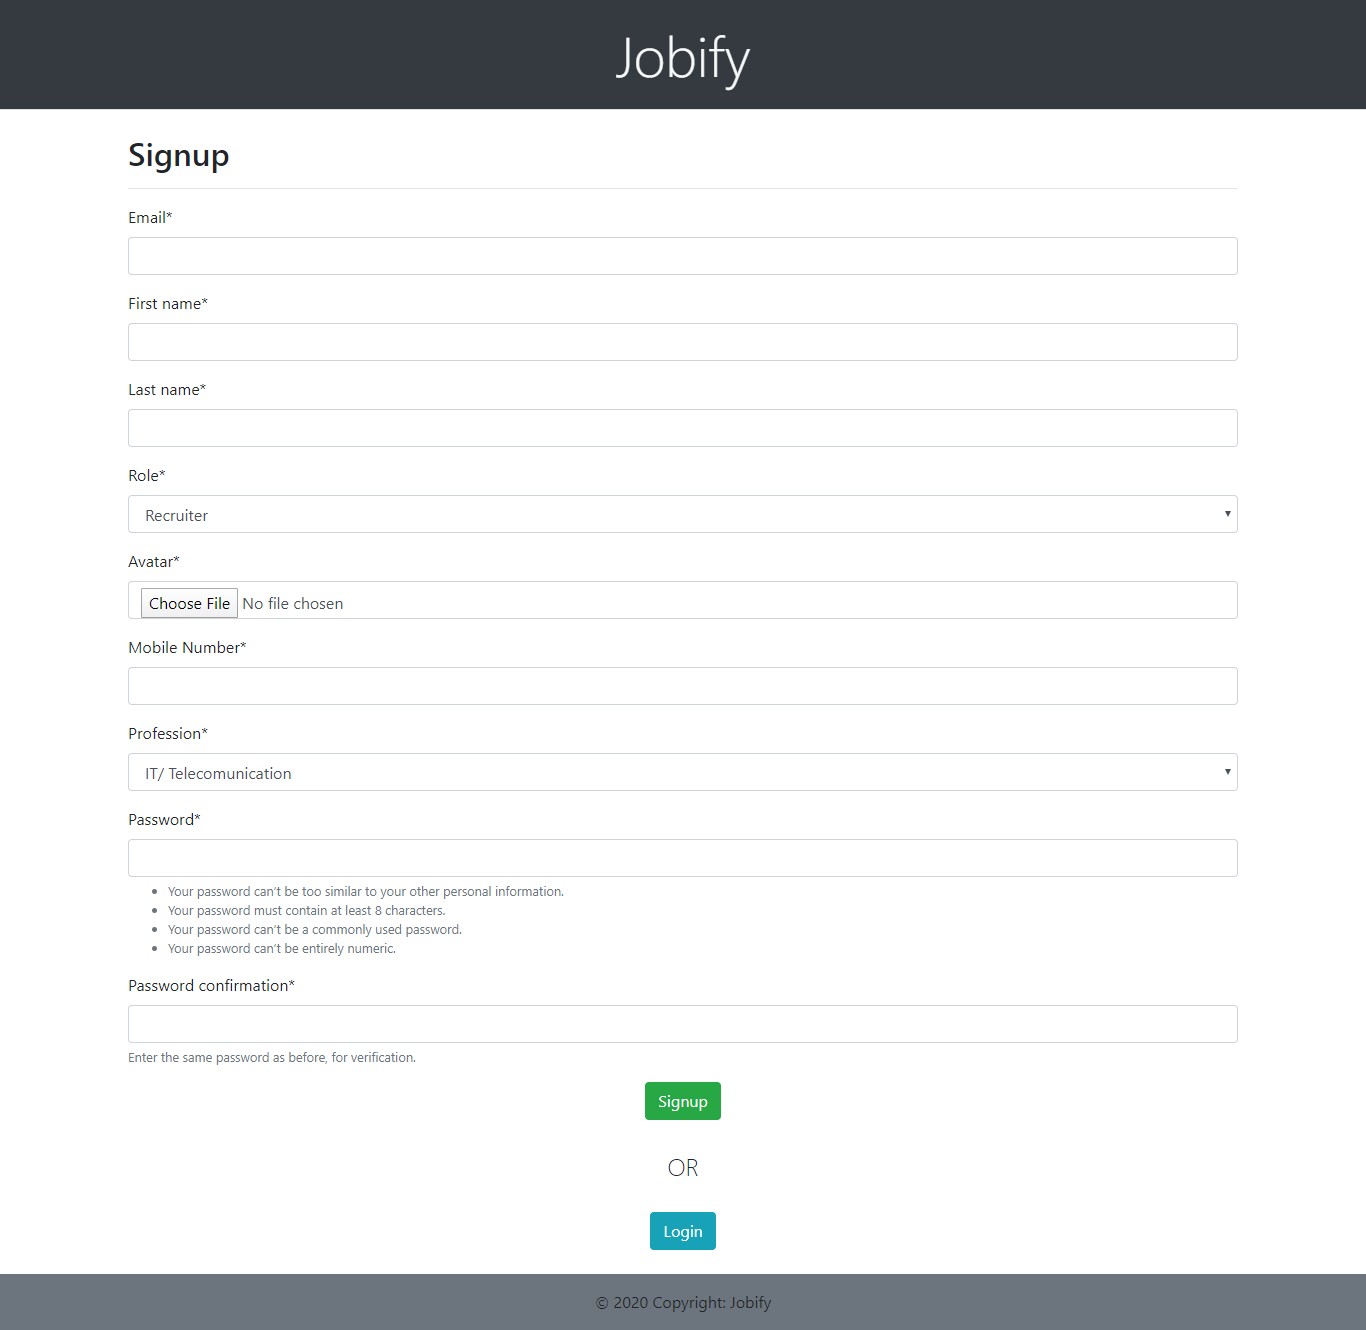 Jobify
Signup
Email*
First name*
Last name*
Role*
Recruiter
Avatar*
Choose File No file chosen
Mobile Number*
Profession*
IT/ Telecomunication
Password*
• Your password can't be too similar to your other personal information.
• Your password must contain at least 8 characters.
• Your password can't be a commonly used password.
• Your password can't be entirely numeric.
Password confirmation*
Enter the same password as before, for verification.
Signup
OR
Login
© 2020 Copyright: Jobify